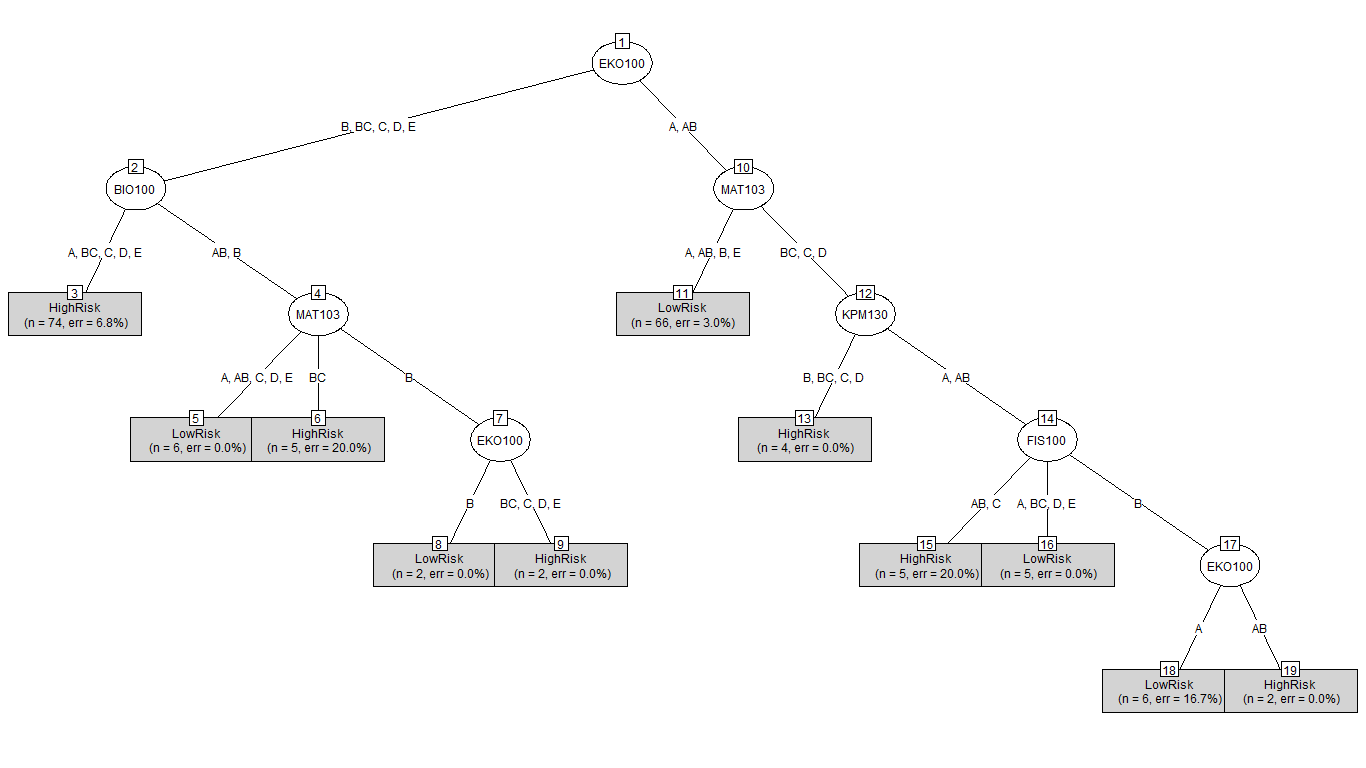 1
EKO100
B, BC, C, D, E
A, AB
2
BIO100
10
MAT103
A, BC, C, D, E
AB, B
A, AB, B, E
BC, C, D
3
HighRisk
(n = 74, err = 6.8%)
4
MAT103
11
LowRisk
(n = 66, err = 3.0%)
12
KPM130
A, AB, C, D, E
BC
B
B, BC, C, D
A, AB
5
LowRisk
(n = 6, err = 0.0%)
6
HighRisk
(n = 5, err = 20.0%)
7
EKO100
13
HighRisk
(n = 4, err = 0.0%)
14
FIS100
B
BC, C, D, E
AB, C
A, BC, D, E
B
8
LowRisk
(n = 2, err = 0.0%)
9
HighRisk
(n = 2, err = 0.0%)
15
HighRisk
(n = 5, err = 20.0%)
16
LowRisk
(n = 5, err = 0.0%)
17
EKO100
A
AB
18
LowRisk
(n = 6, err = 16.7%)
19
HighRisk
(n = 2, err = 0.0%)